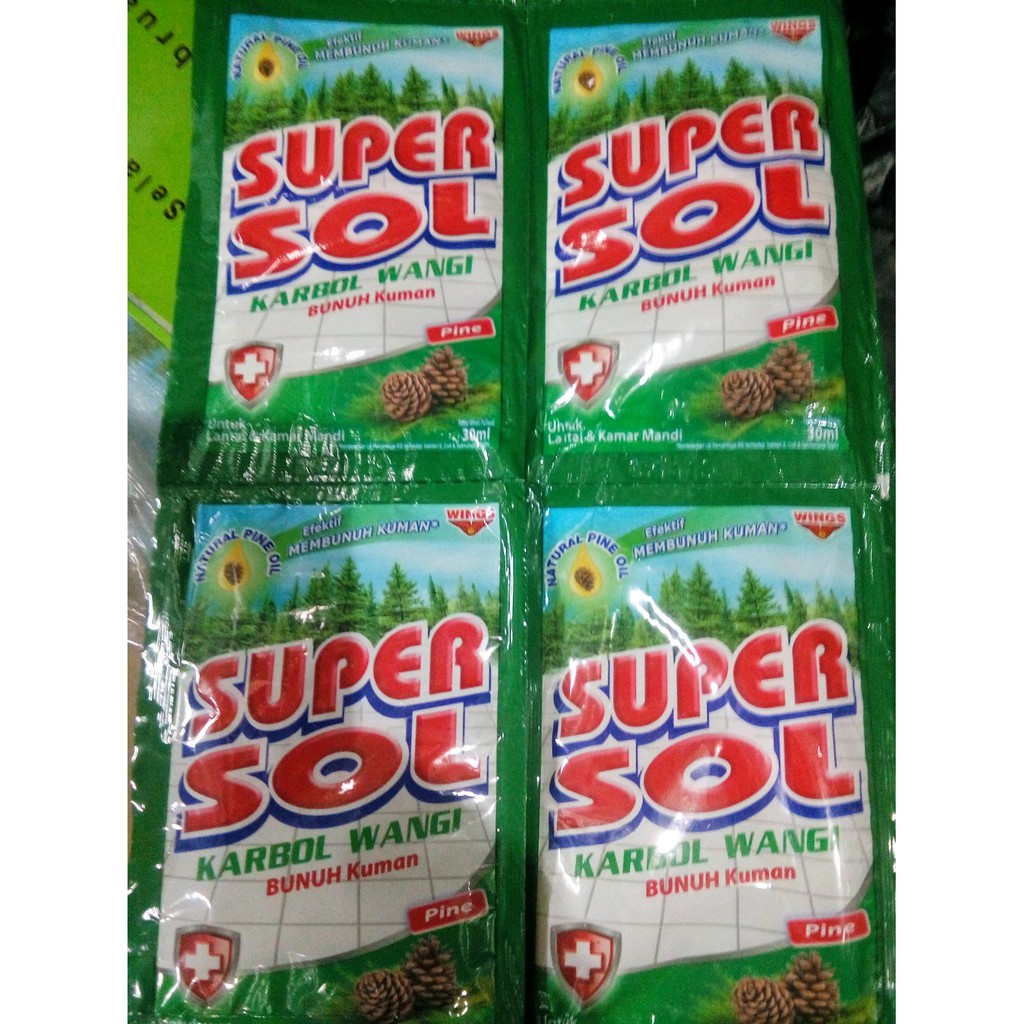 bru
Sela
NATURAL PINE OIL
Efektif
MEMBUNUH KUMAN*
WINGS
SUPER
SOL
KARBOL WANGI
BUNUH Kuman
Pine
Untuk
Lantai & Kamar Mandi
30ml
NATURAL PINE OIL
Efektif
MEMBUNUH KUMAN*
WINGS
SUPER
SOL
KARBOL WANGI
BUNUH Kuman
Pine
Untuk
Lantai & Kamar Mandi
30ml
NATURAL PINE OIL
Efektif
MEMBUNUH KUMAN*
WINGS
SUPER
SOL
KARBOL WANGI
BUNUH Kuman
Pine
NATURAL PINE OIL
Efektif
MEMBUNUH KUMAN*
WINGS
SUPER
SOL
KARBOL WANGI
BUNUH Kuman
Pine
Untuk